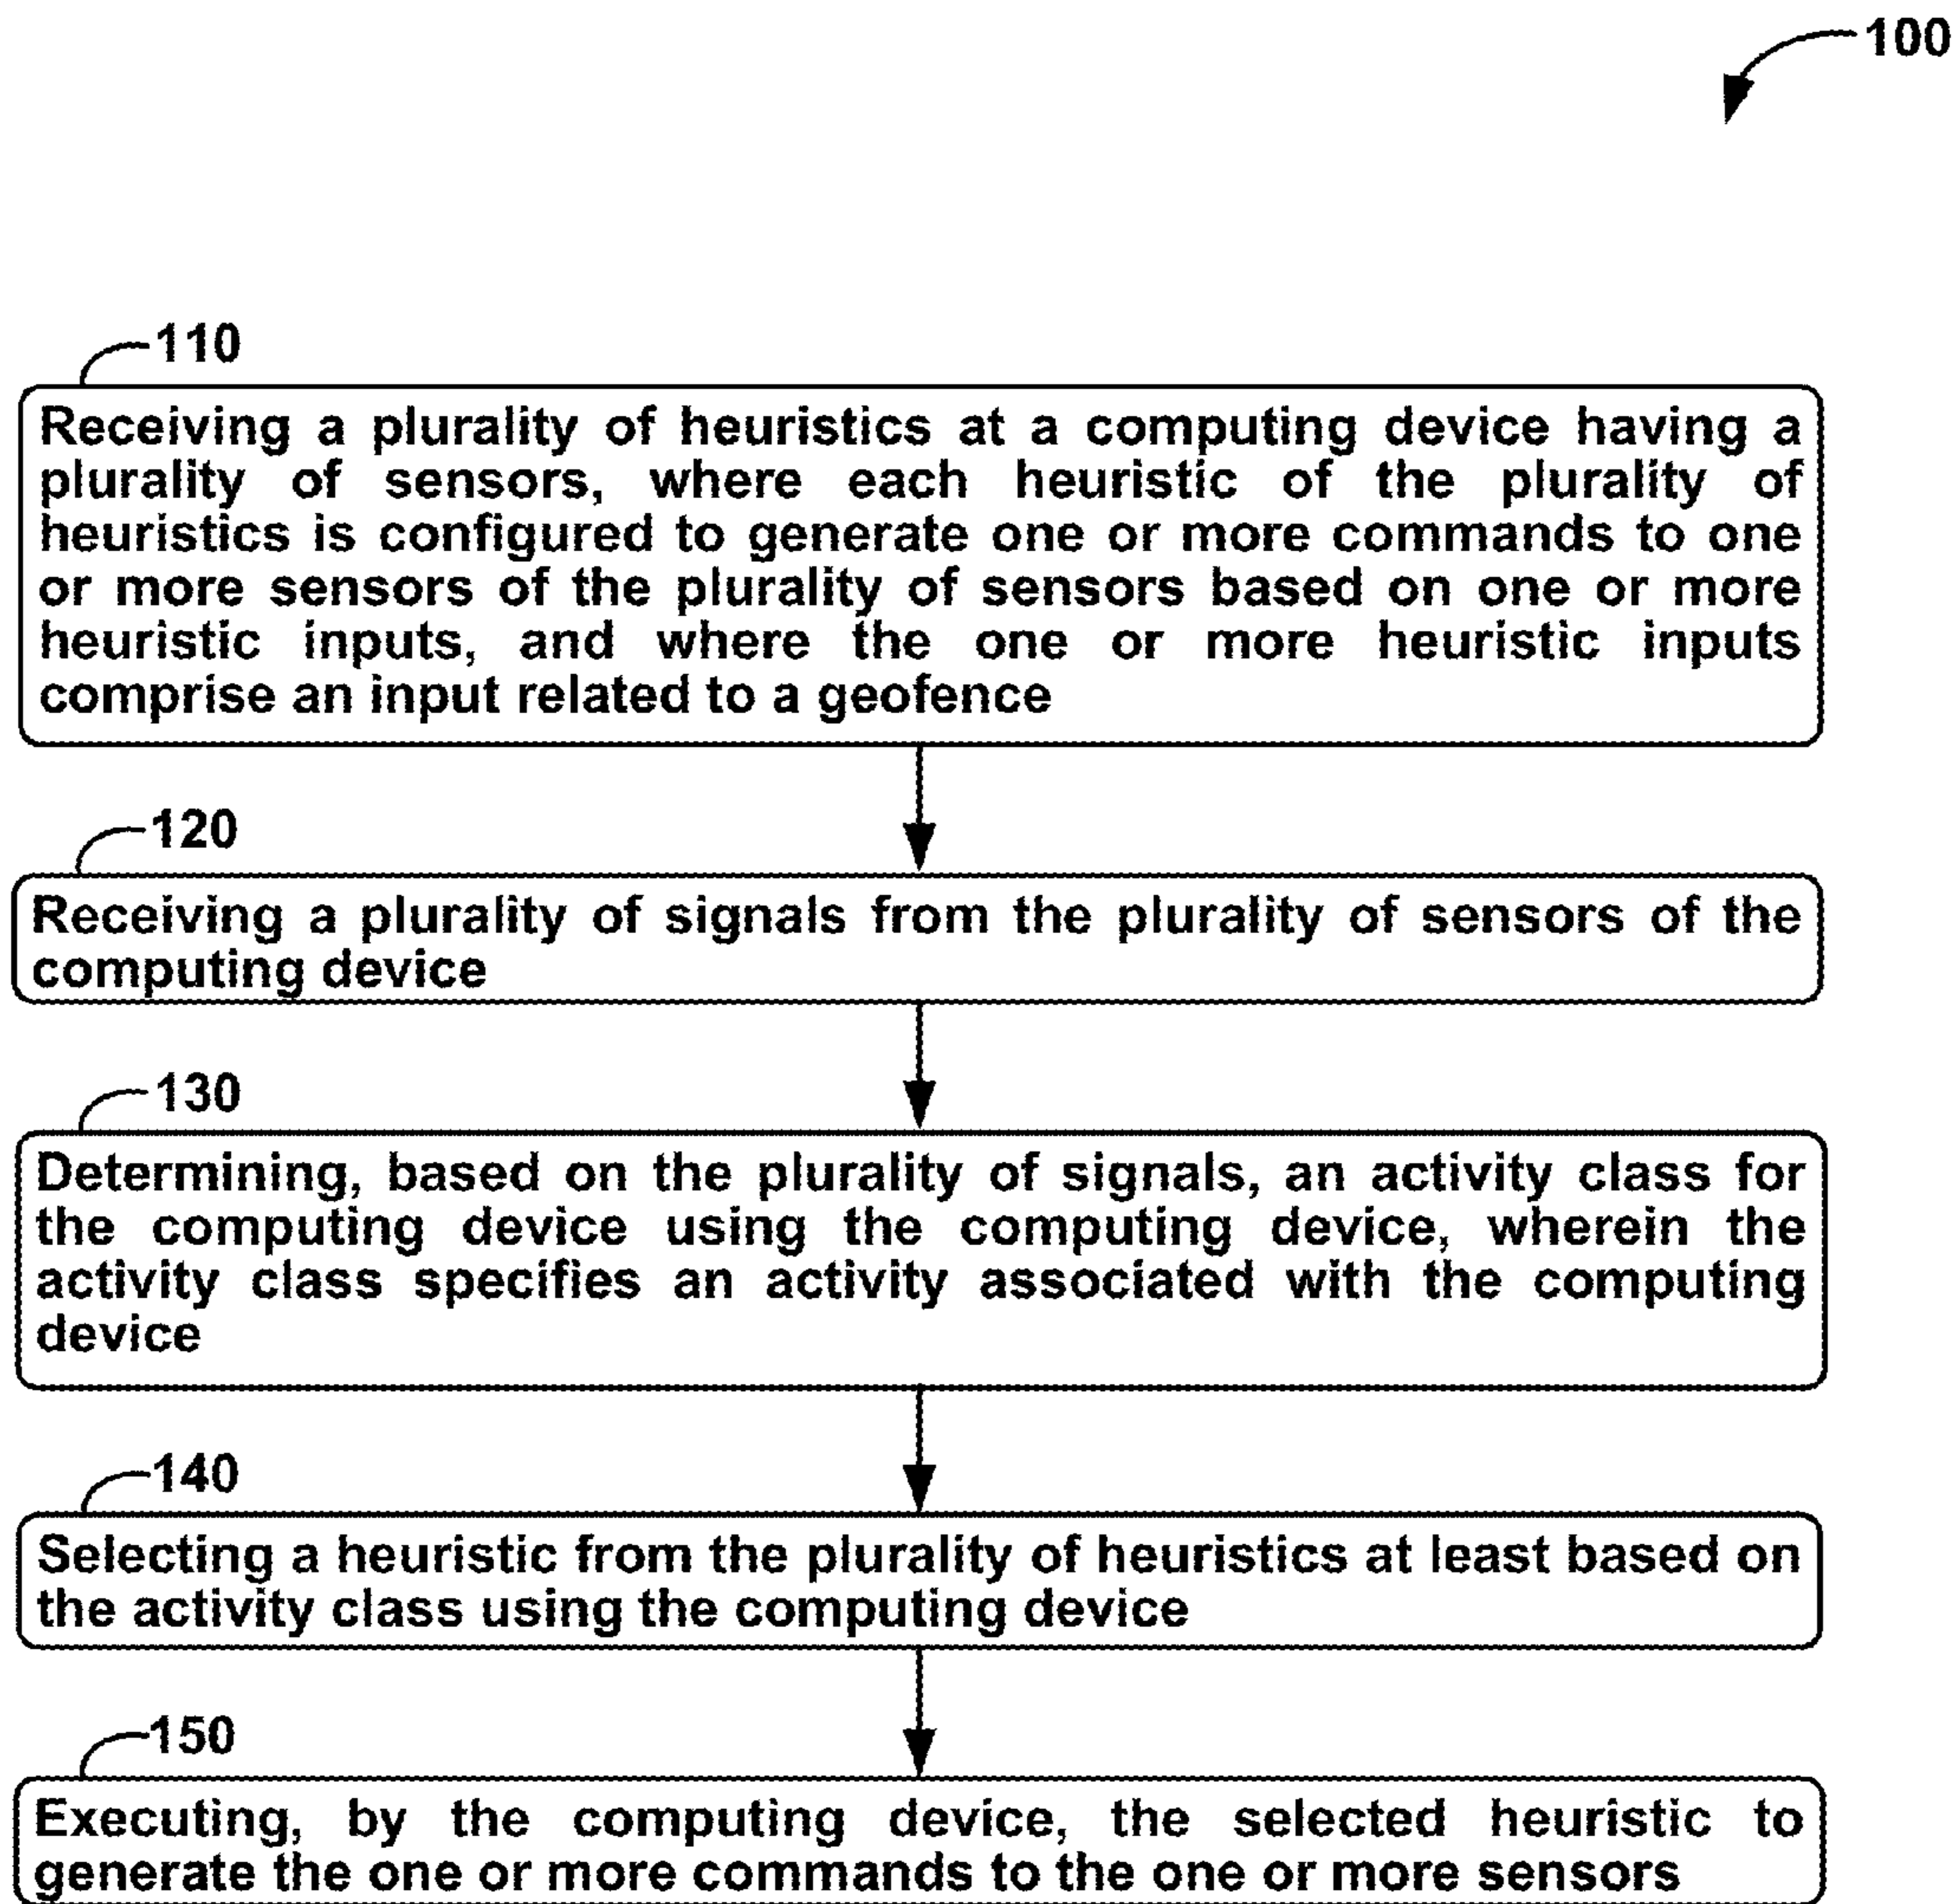 100
110
Receiving a plurality of heuristics at a computing device having a
plurality of sensors, where each heuristic of the plurality of
heuristics is configured to generate one or more commands to one
or more sensors of the plurality of sensors based on one or more
heuristic inputs, and where the one or more heuristic inputs
comprise an input related to a geofence
120
Receiving a plurality of signals from the plurality of sensors of the
computing device
130
Determining, based on the plurality of signals, an activity class for
the computing device using the computing device, wherein the
activity class specifies an activity associated with the computing
device
140
Selecting a heuristic from the plurality of heuristics at least based on
the activity class using the computing device
150
Executing, by the computing device, the selected heuristic to
generate the one or more commands to the one or more sensors